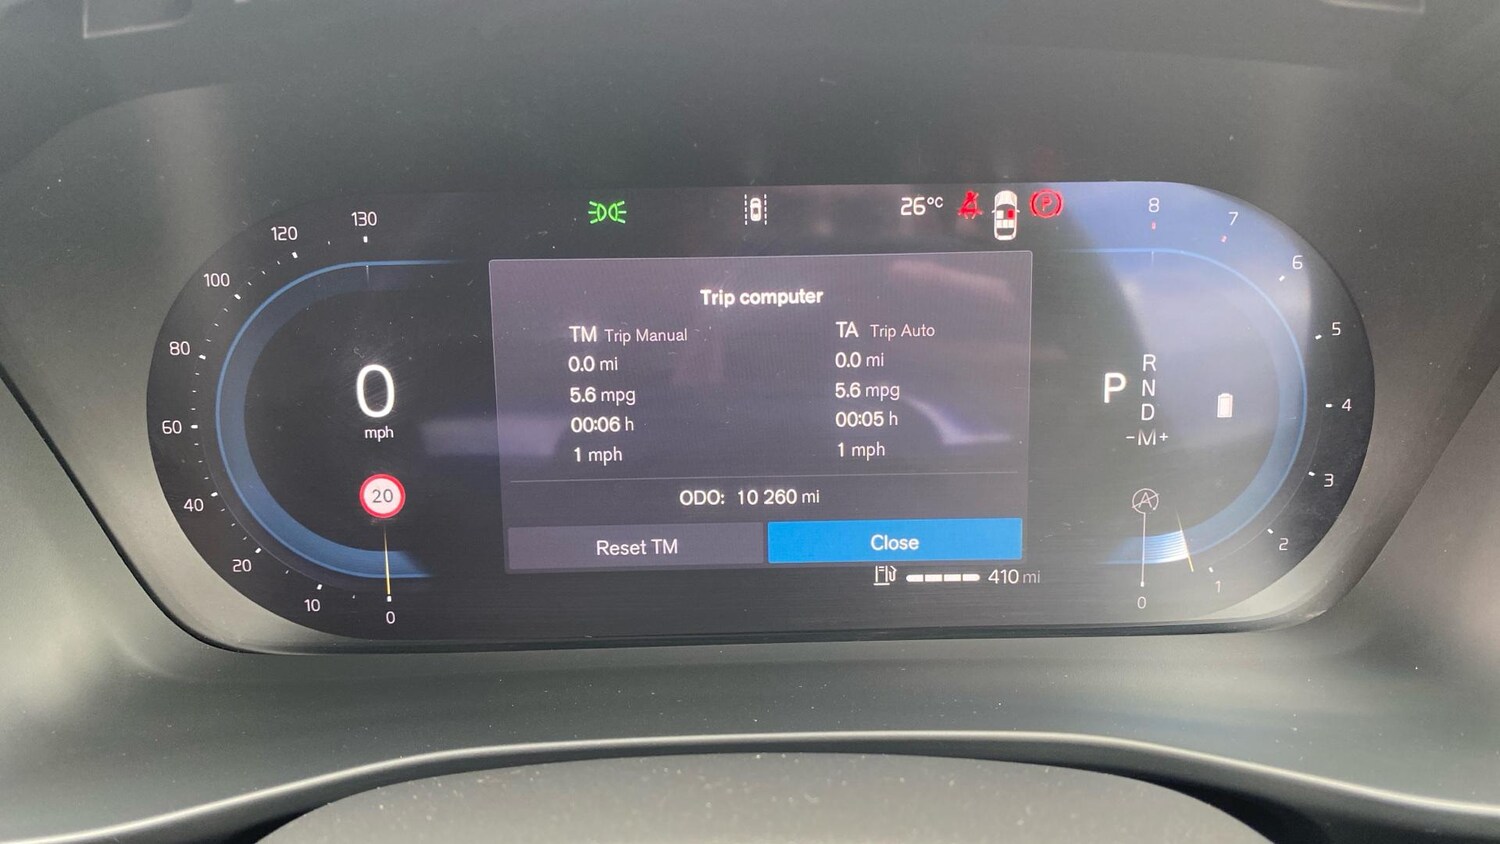 130
120
100
80
60
40
20
10
0
0
mph
20
26°C
P
Trip computer
TM Trip Manual
0.0 mi
5.6 mpg
00:06 h
1 mph
TA Trip Auto
0.0 mi
5.6 mpg
00:05 h
1 mph
ODO: 10 260 mi
Reset TM
Close
410 mi
8
7
6
5
4
3
2
1
0
P
R
N
D
-M+
A